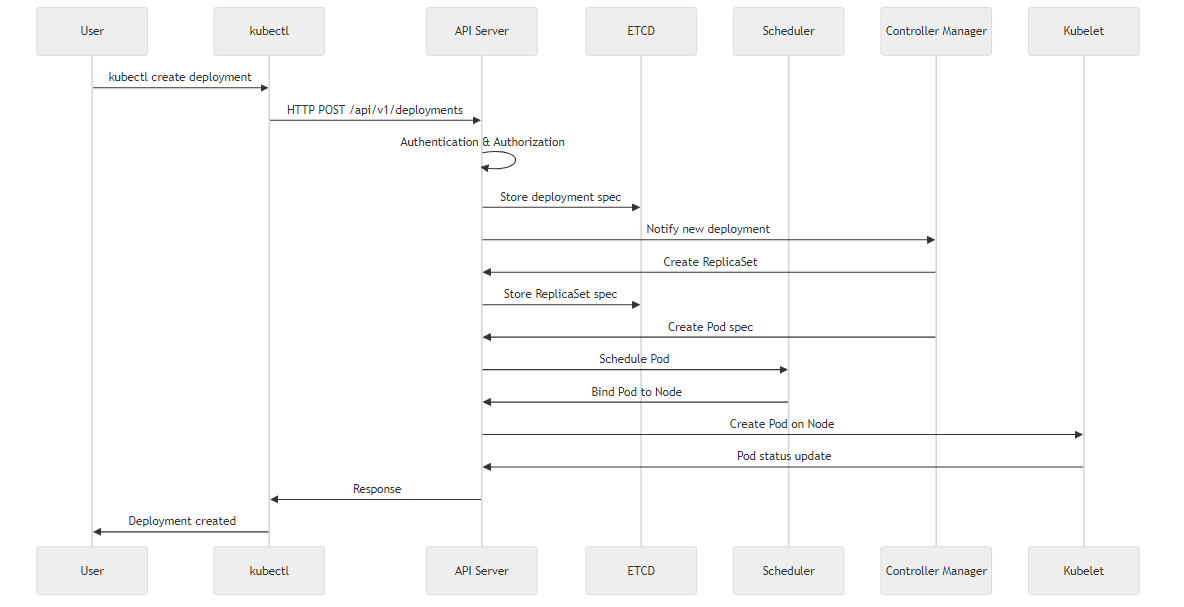 User
kubectl
API Server
ETCD
Scheduler
Controller Manager
Kubelet
kubectl create deployment
HTTP POST /api/v1/deployments
Authentication & Authorization
Store deployment spec
Notify new deployment
Create ReplicaSet
Store ReplicaSet spec
Create Pod spec
Schedule Pod
Bind Pod to Node
Create Pod on Node
Pod status update
Response
Deployment created
User
kubectl
API Server
ETCD
Scheduler
Controller Manager
Kubelet